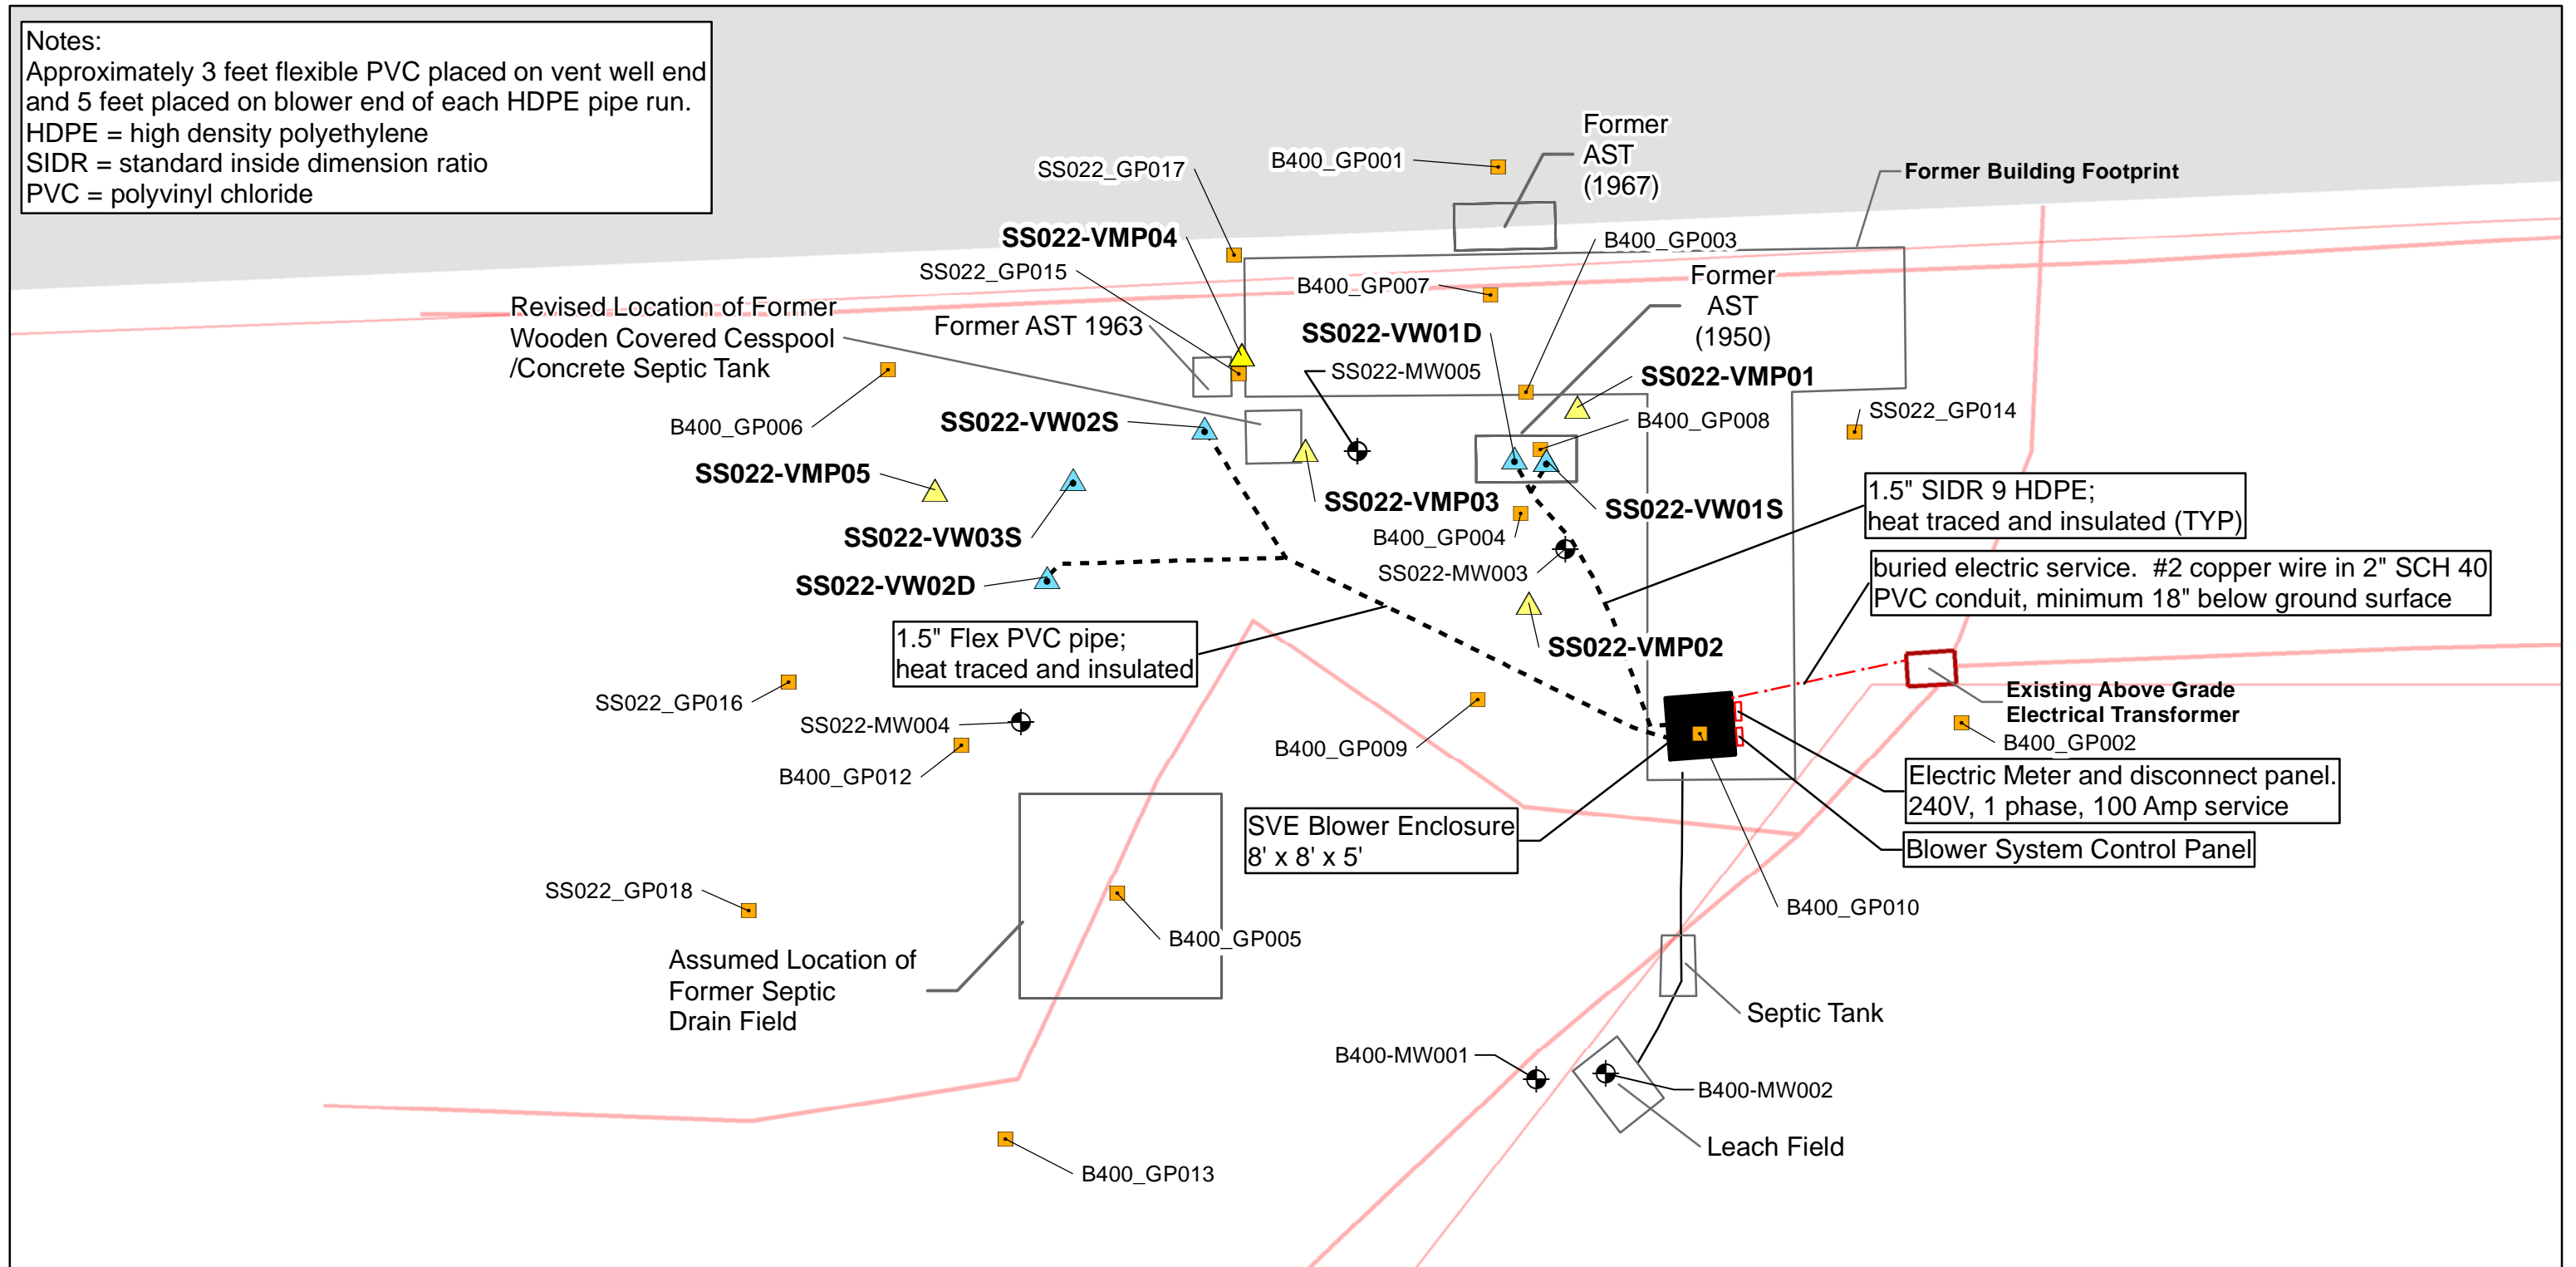 Notes:
Approximately 3 feet flexible PVC placed on vent well end
and 5 feet placed on blower end of each HDPE pipe run.
HDPE = high density polyethylene
SIDR = standard inside dimension ratio
PVC = polyvinyl chloride
Former
AST
(1967)
B400_GP001
SS022_GP017
Former Building Footprint
SS022-VMP04
B400_GP003
SS022_GP015
Former
AST
(1950)
B400_GP007
Revised Location of Former
Wooden Covered Cesspool
/Concrete Septic Tank
Former AST 1963
SS022-VW01D
SS022-MW005
SS022-VMP01
B400_GP006
SS022-VW02S
B400_GP008
SS022_GP014
SS022-VMP05
SS022-VMP03
SS022-VW01S
1.5" SIDR 9 HDPE;
heat traced and insulated (TYP)
SS022-VW03S
B400_GP004
SS022-MW003
buried electric service. #2 copper wire in 2" SCH 40
PVC conduit, minimum 18" below ground surface
SS022-VW02D
1.5" Flex PVC pipe;
heat traced and insulated
SS022-VMP02
SS022_GP016
SS022-MW004
Existing Above Grade
Electrical Transformer
B400_GP009
B400_GP002
B400_GP012
Electric Meter and disconnect panel.
240V, 1 phase, 100 Amp service
SVE Blower Enclosure
8' x 8' x 5'
Blower System Control Panel
SS022_GP018
B400_GP010
B400_GP005
Assumed Location of
Former Septic
Drain Field
Septic Tank
B400-MW001
B400-MW002
Leach Field
B400_GP013